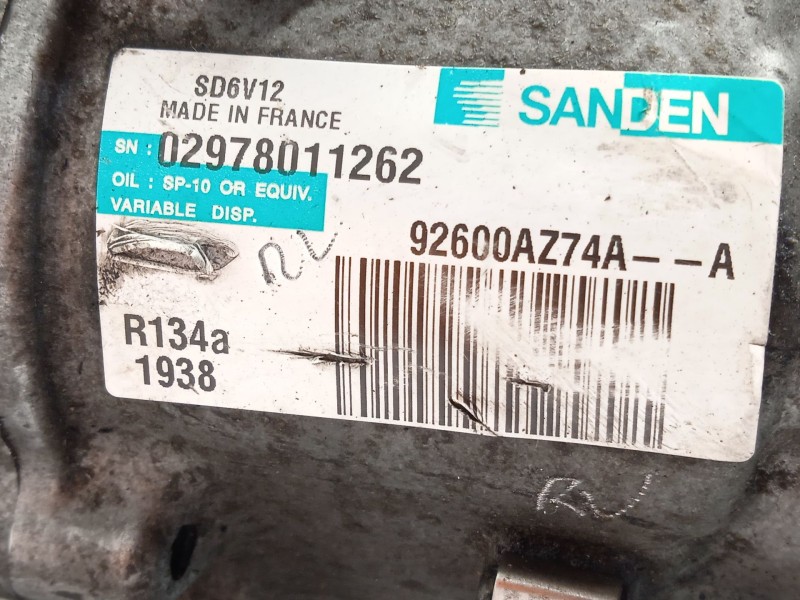 SD6V12
MADE IN FRANCE
SANDEN
SN : 02978011262
OIL : SP-10 OR EQUIV.
VARIABLE DISP.
92600AZ74A--A
R134a
1938